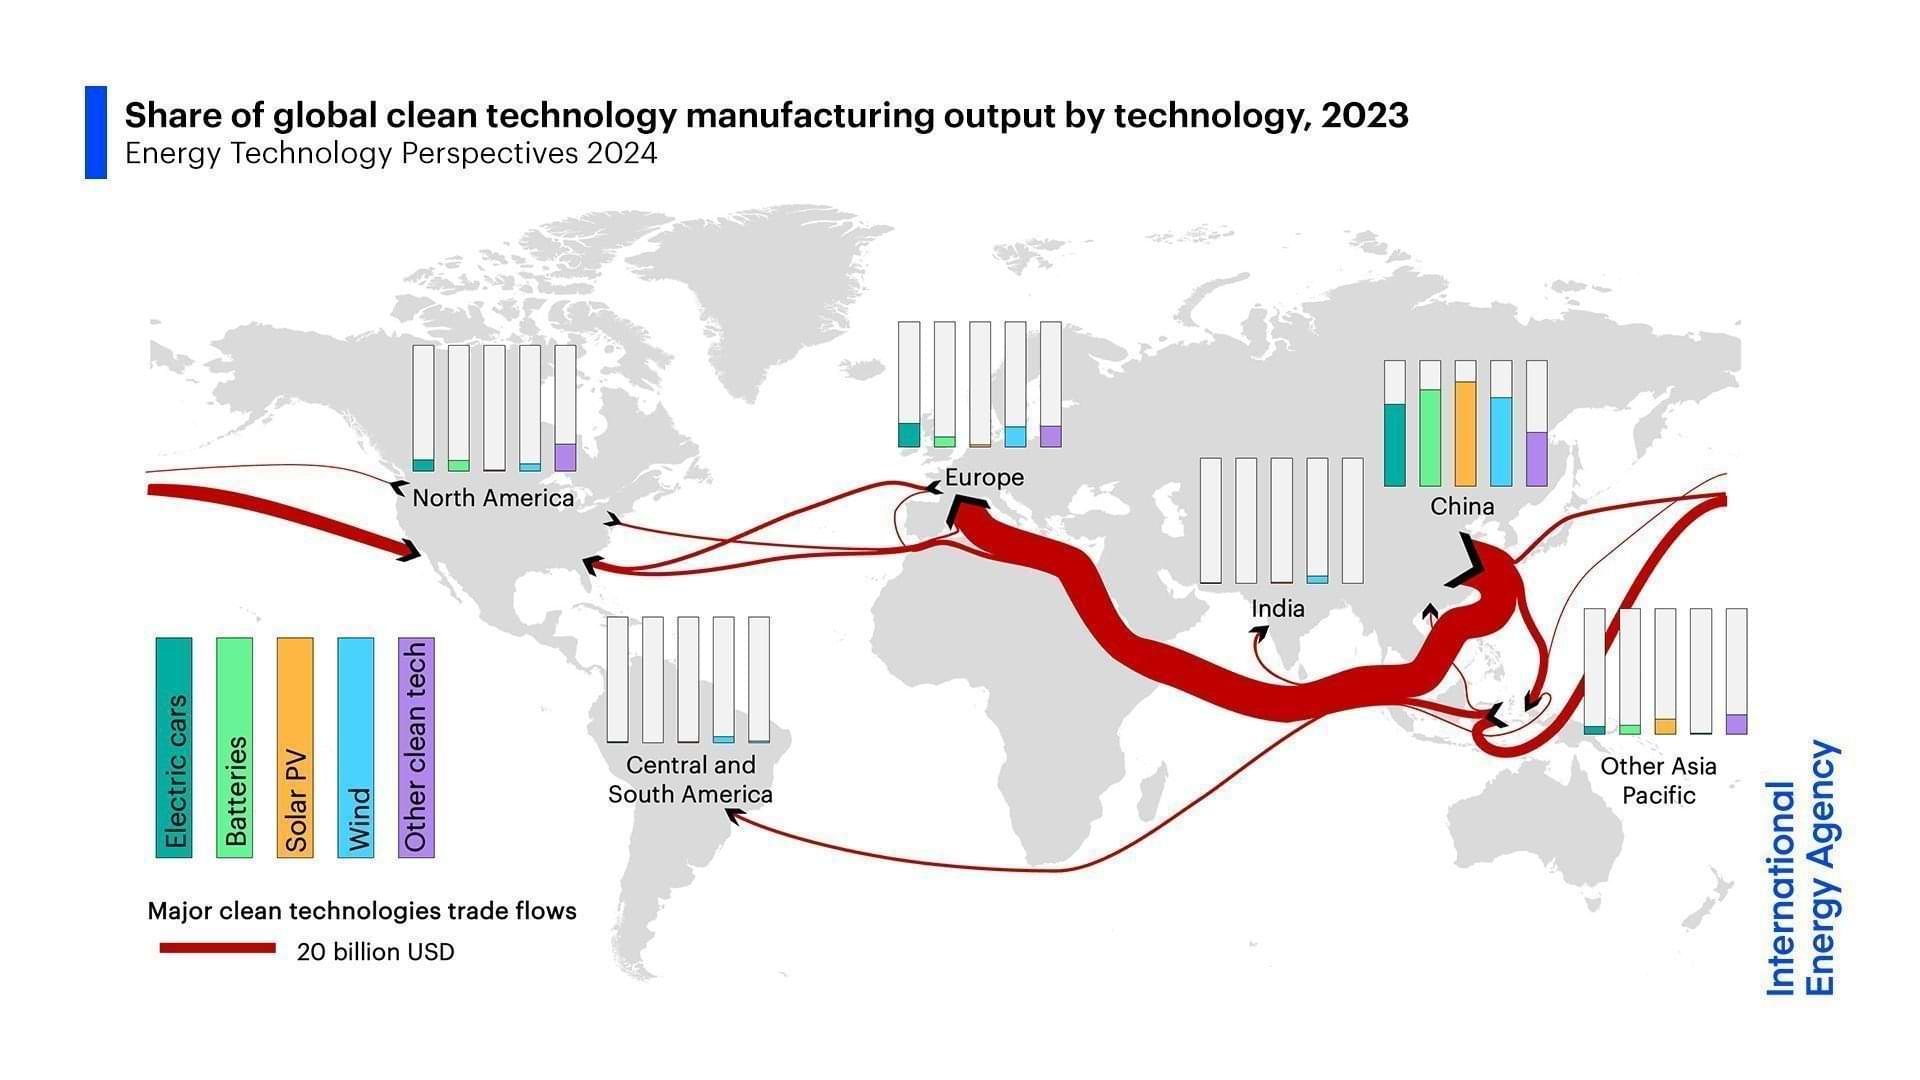 Share of global clean technology manufacturing output by technology, 2023
Energy Technology Perspectives 2024
North America
Europe
China
India
Central and
South America
Other Asia
Pacific
Electric cars
Batteries
Solar PV
Wind
Other clean tech
Major clean technologies trade flows
20 billion USD
International
Energy Agency